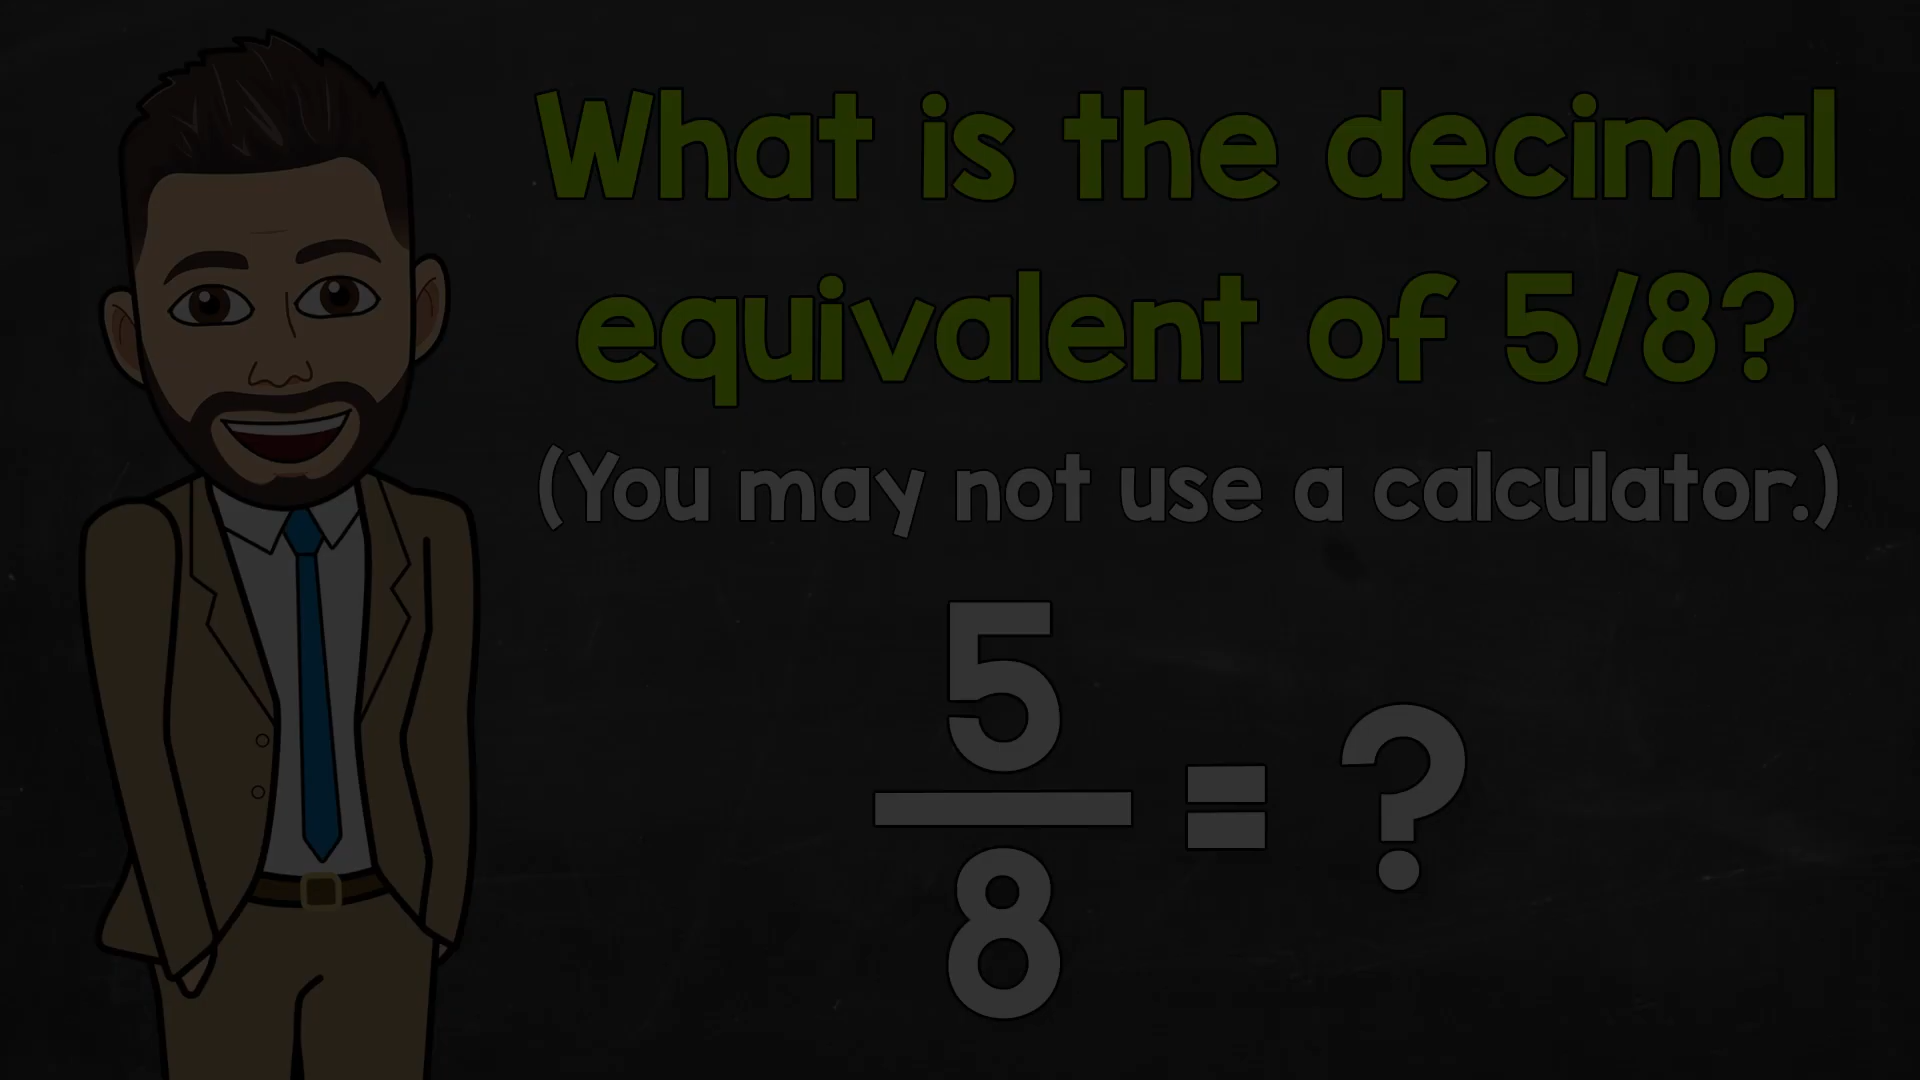 What is the decimal
equivalent of 5/8?
(You may not use a calculator.)
5
8
= ?